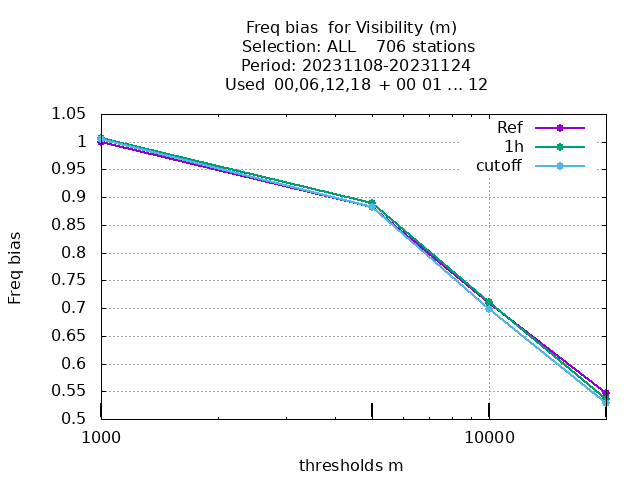 Freq bias  for Visibility (m)
Selection: ALL    706 stations
Period: 20231108-20231124
Used  00,06,12,18 + 00 01 ... 12
Freq bias
1.05
1
0.95
0.9
0.85
0.8
0.75
0.7
0.65
0.6
0.55
0.5
Ref
1h
cutoff
1000
10000
thresholds m